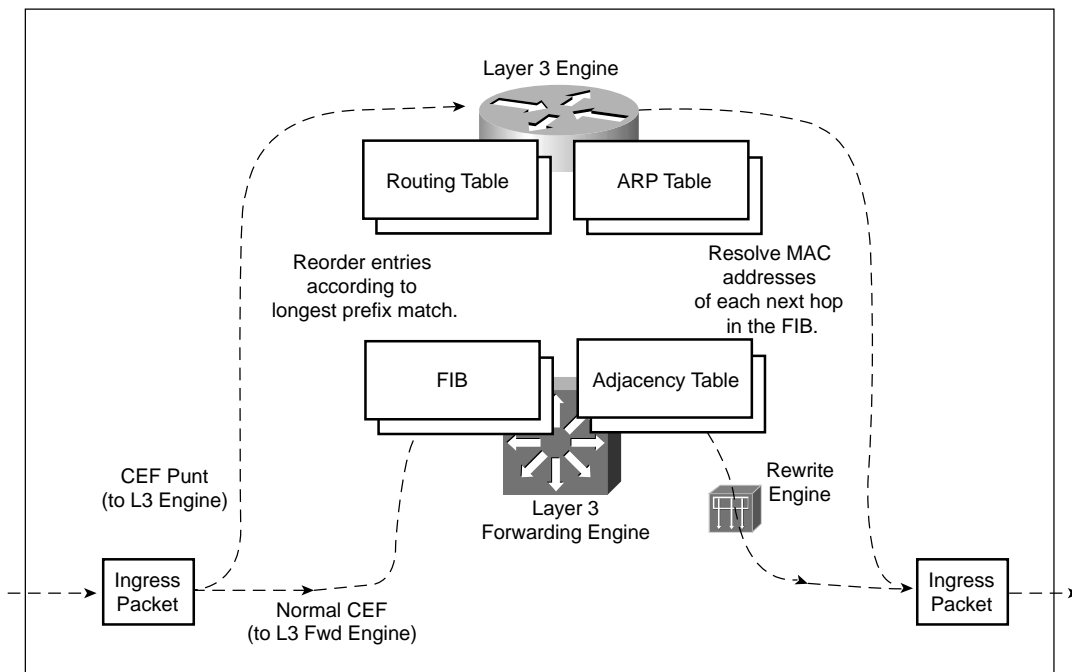 Layer 3 Engine
Routing Table
ARP Table
Reorder entries
according to
longest prefix match.
Resolve MAC
addresses
of each next hop
in the FIB.
FIB
Adjacency Table
CEF Punt
(to L3 Engine)
Rewrite
Engine
Layer 3
Forwarding Engine
Ingress
Packet
Normal CEF
(to L3 Fwd Engine)
Ingress
Packet